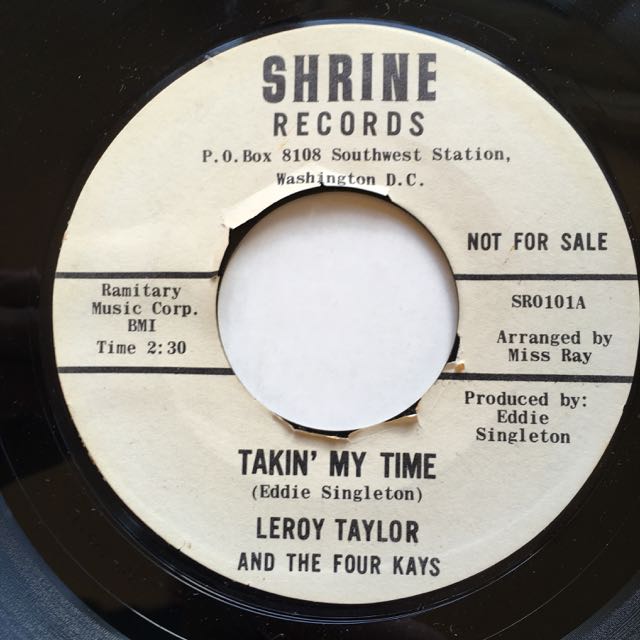 SHRINE
RECORDS
P.O.Box 8108 Southwest Station,
Washington D.C.
NOT FOR SALE
Ramitary
Music Corp.
BMI
Time 2:30
SR0101A
Arranged by
Miss Ray
Produced by:
Eddie
Singleton
TAKIN' MY TIME
(Eddie Singleton)
LEROY TAYLOR
AND THE FOUR KAYS